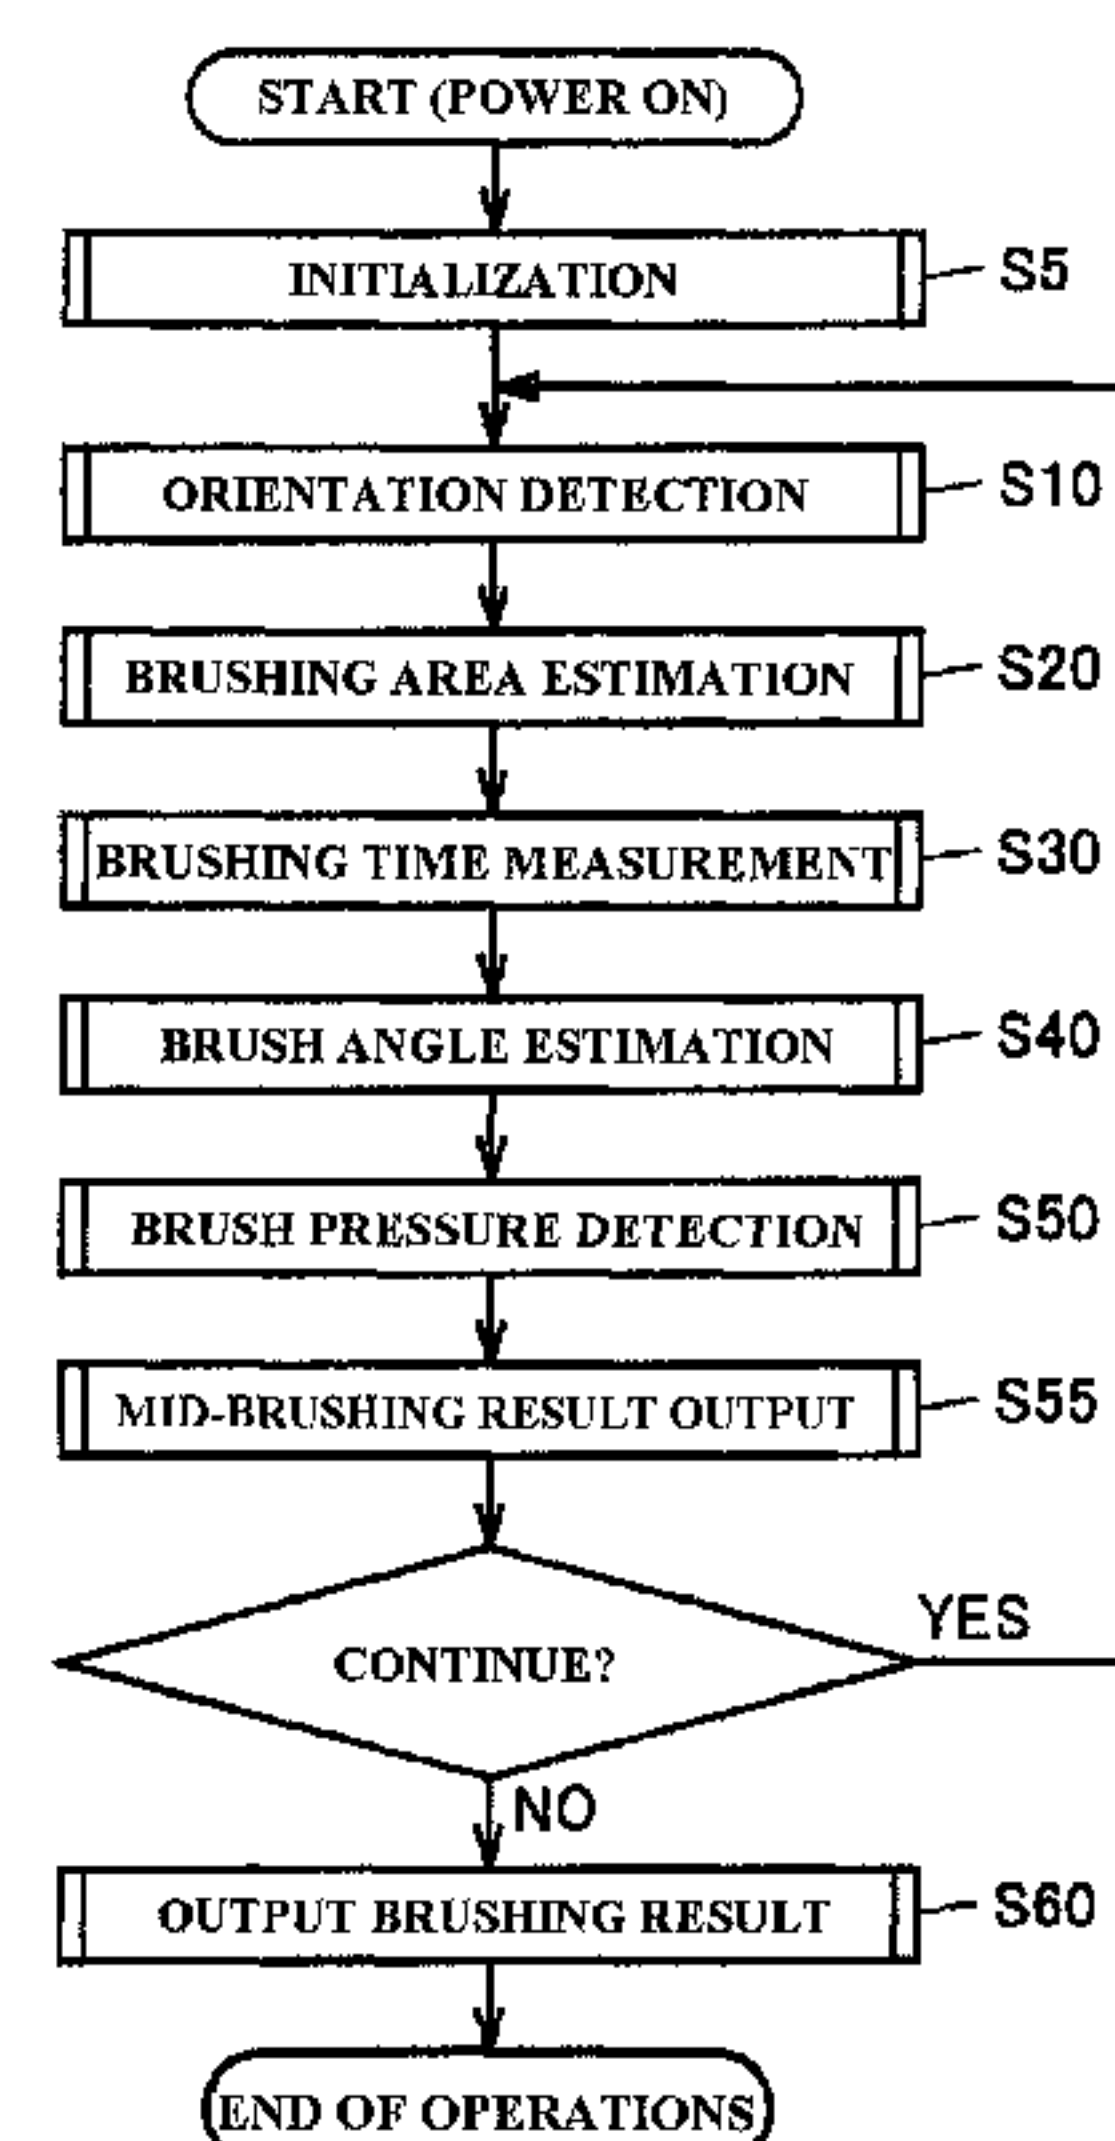 START (POWER ON)
INITIALIZATION
S5
ORIENTATION DETECTION
S10
BRUSHING AREA ESTIMATION
S20
BRUSHING TIME MEASUREMENT
S30
BRUSH ANGLE ESTIMATION
S40
BRUSH PRESSURE DETECTION
S50
MID-BRUSHING RESULT OUTPUT
S55
CONTINUE?
YES
NO
OUTPUT BRUSHING RESULT
S60
END OF OPERATIONS